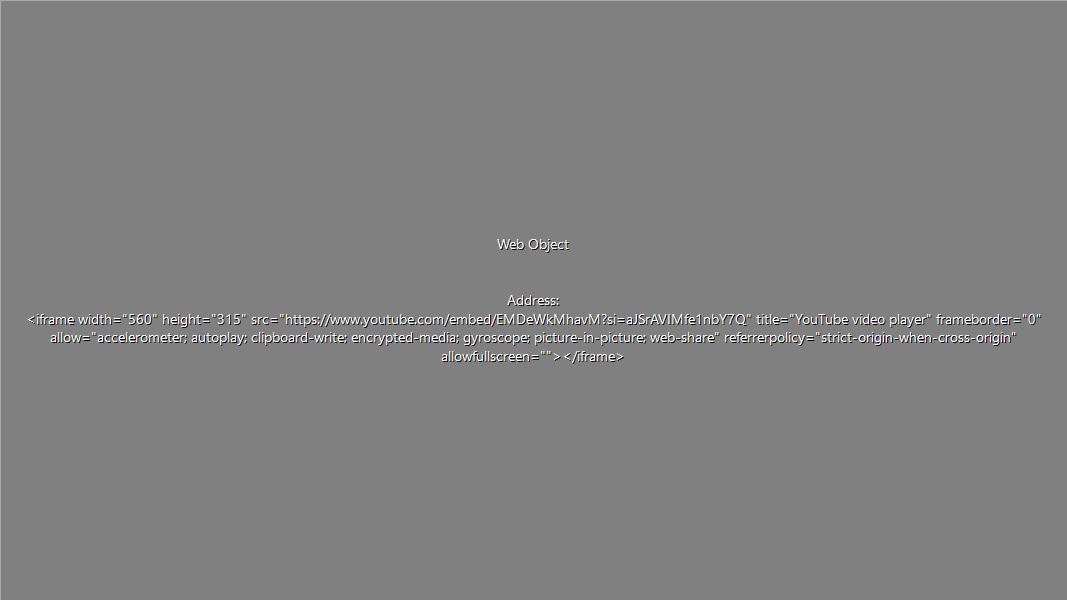 Web Object
Address:
<iframe width="560" height="315" src="https://www.youtube.com/embed/EMDeWkMhavM?si=aJSrAVIMfe1nbY7Q" title="YouTube video player" frameborder="0"
allow="accelerometer; autoplay; clipboard-write; encrypted-media; gyroscope; picture-in-picture; web-share" referrerpolicy="strict-origin-when-cross-origin"
allowfullscreen=""></iframe>